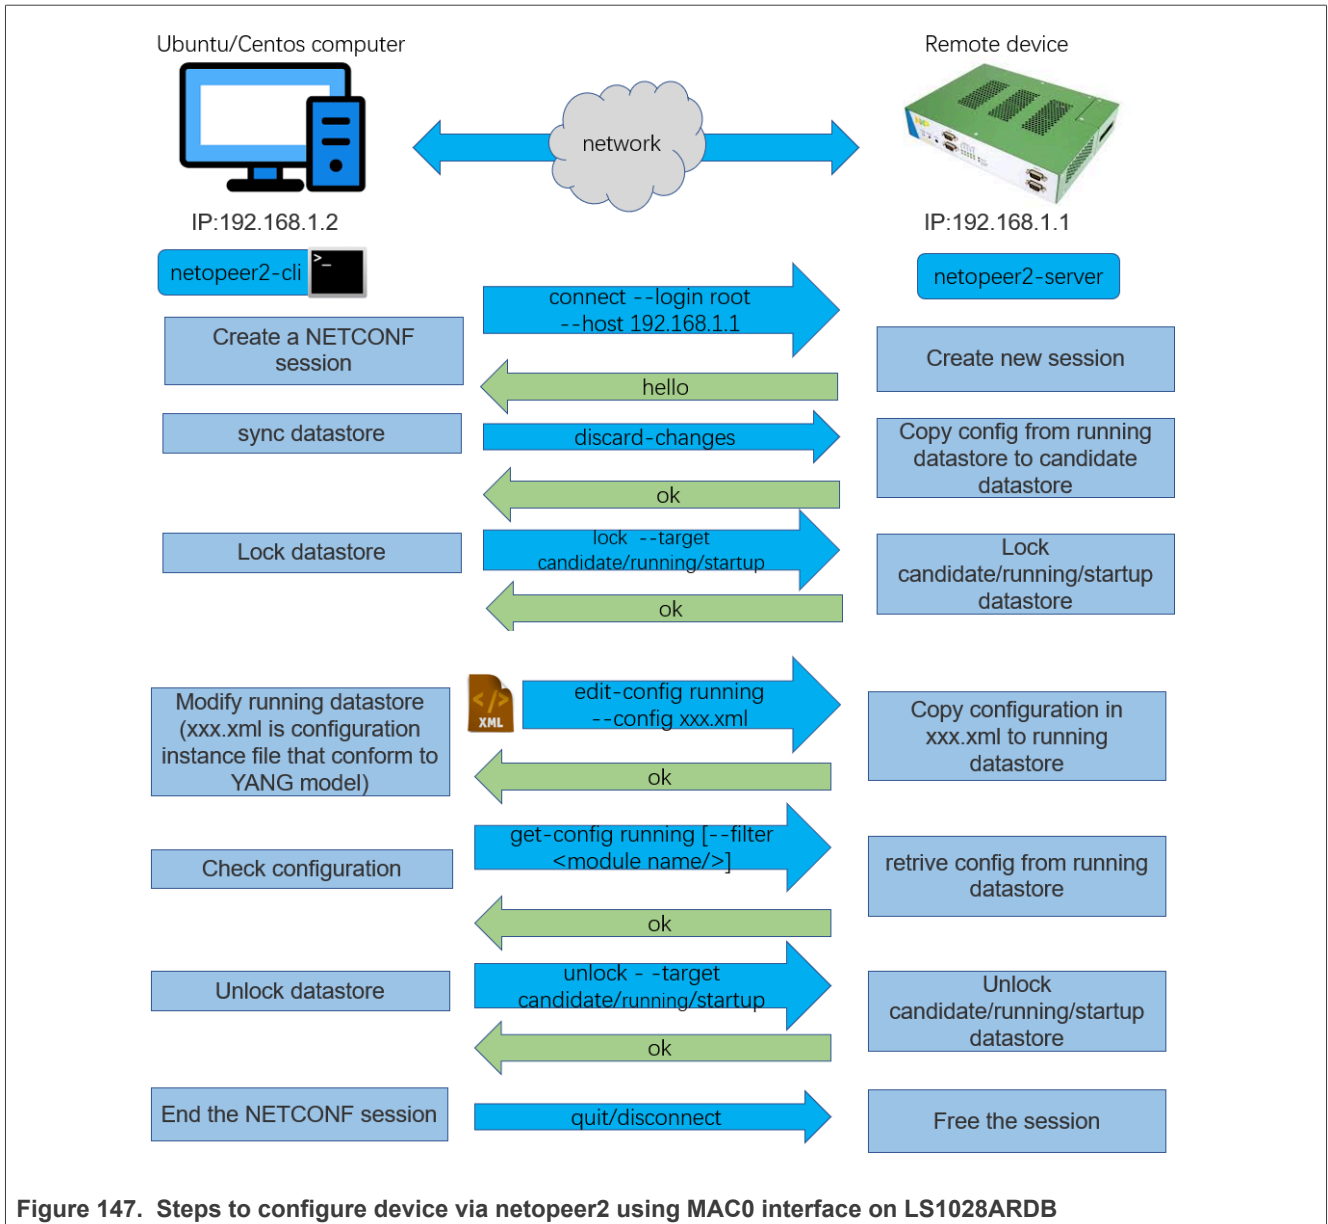 Ubuntu/Centos computer
Remote device
network
IP:192.168.1.2
IP:192.168.1.1
netopeer2-cli
>_
netopeer2-server
connect --login root
--host 192.168.1.1
Create a NETCONF
session
Create new session
hello
sync datastore
discard-changes
Copy config from running
datastore to candidate
datastore
ok
Lock datastore
lock --target
candidate/running/startup
Lock
candidate/running/startup
datastore
ok
Modify running datastore
(xxx.xml is configuration
instance file that conform to
YANG model)
</>
XML
edit-config running
--config xxx.xml
Copy configuration in
xxx.xml to running
datastore
ok
Check configuration
get-config running [--filter
<module name/>]
retrive config from running
datastore
ok
Unlock datastore
unlock - -target
candidate/running/startup
Unlock
candidate/running/startup
datastore
ok
End the NETCONF session
quit/disconnect
Free the session
Figure 147. Steps to configure device via netopeer2 using MAC0 interface on LS1028ARDB